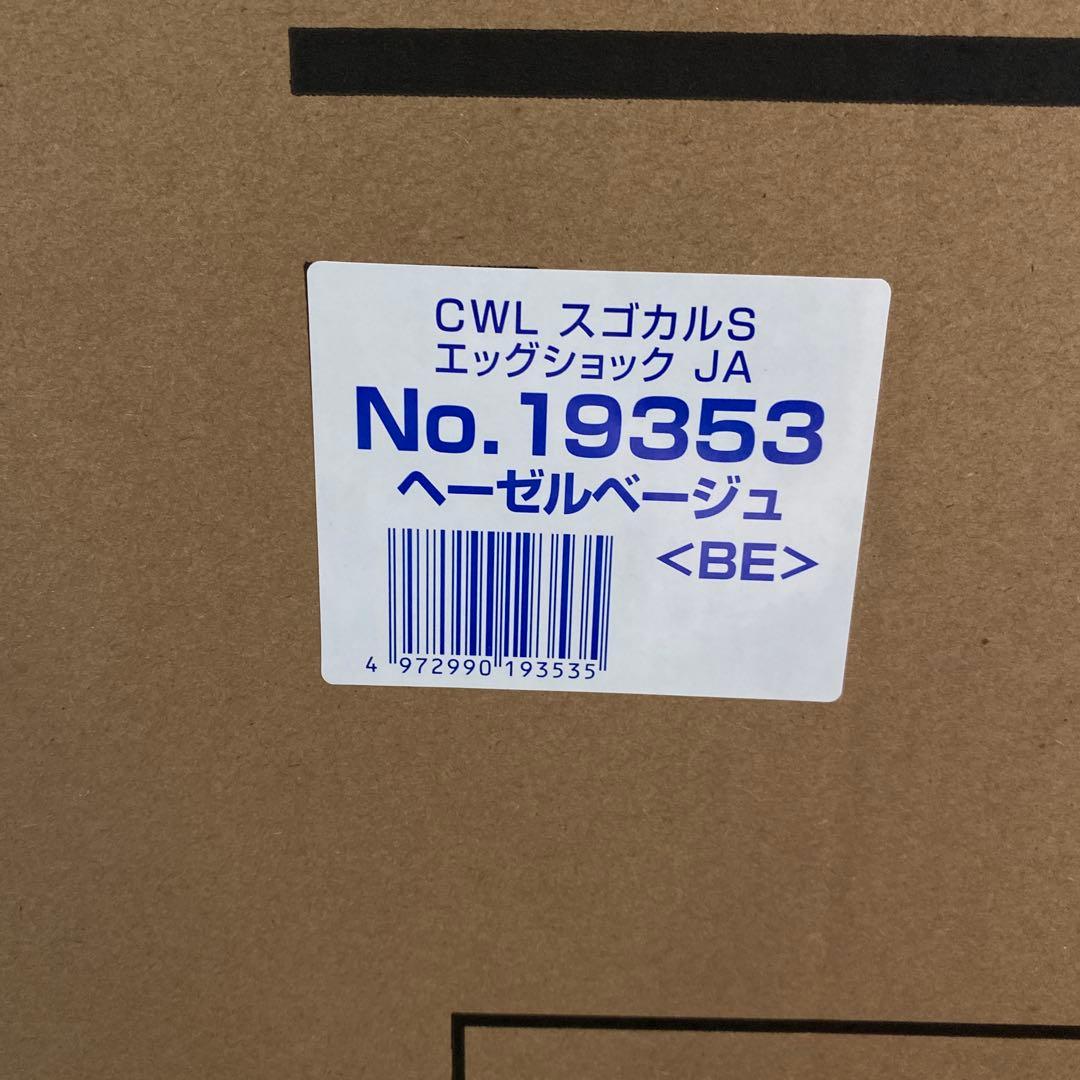 CWL スゴカルS
エッグショック JA
No.19353
ヘーゼルベージュ
<BE>
4 972990 193535